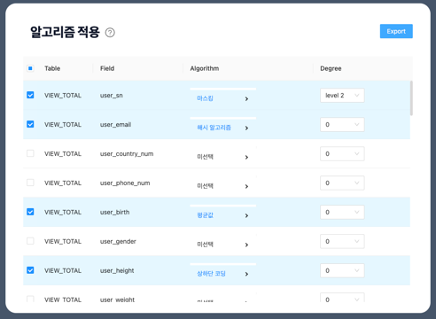 알고리즘 적용 ?
Export
Table Field Algorithm Degree
VIEW_TOTAL user_sn 마스킹 level 2
VIEW_TOTAL user_email 해시 알고리즘 0
VIEW_TOTAL user_country_num 미선택 0
VIEW_TOTAL user_phone_num 미선택 0
VIEW_TOTAL user_birth 평균값 0
VIEW_TOTAL user_gender 미선택 0
VIEW_TOTAL user_height 상하단 코딩 0
VIEW_TOTAL user_weight 미선택 0